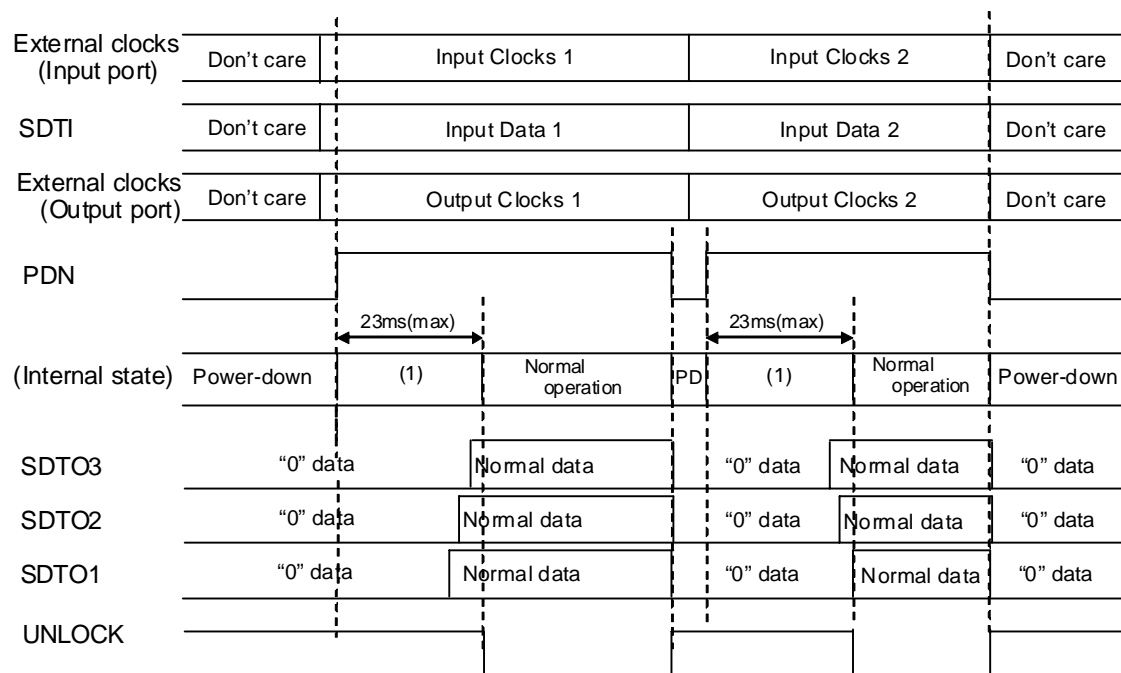 External clocks
(Input port)
Don't care
Input Clocks 1
Input Clocks 2
Don't care
SDTI
Don't care
Input Data 1
Input Data 2
Don't care
External clocks
(Output port)
Don't care
Output Clocks 1
Output Clocks 2
Don't care
PDN
23ms(max)
23ms(max)
(Internal state)
Power-down
(1)
Normal
operation
PD
(1)
Normal
operation
Power-down
SDTO3
“0” data
Normal data
“0” data
Normal data
“0” data
SDTO2
“0” data
Normal data
“0” data
Normal data
“0” data
SDTO1
“0” data
Normal data
“0” data
Normal data
“0” data
UNLOCK